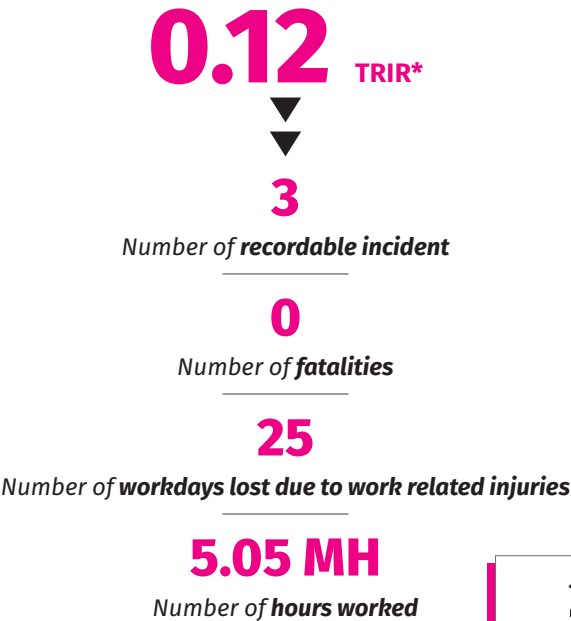 0.12 TRIR*
3
Number of recordable incident
0
Number of fatalities
25
Number of workdays lost due to work related injuries
5.05 MH
Number of hours worked